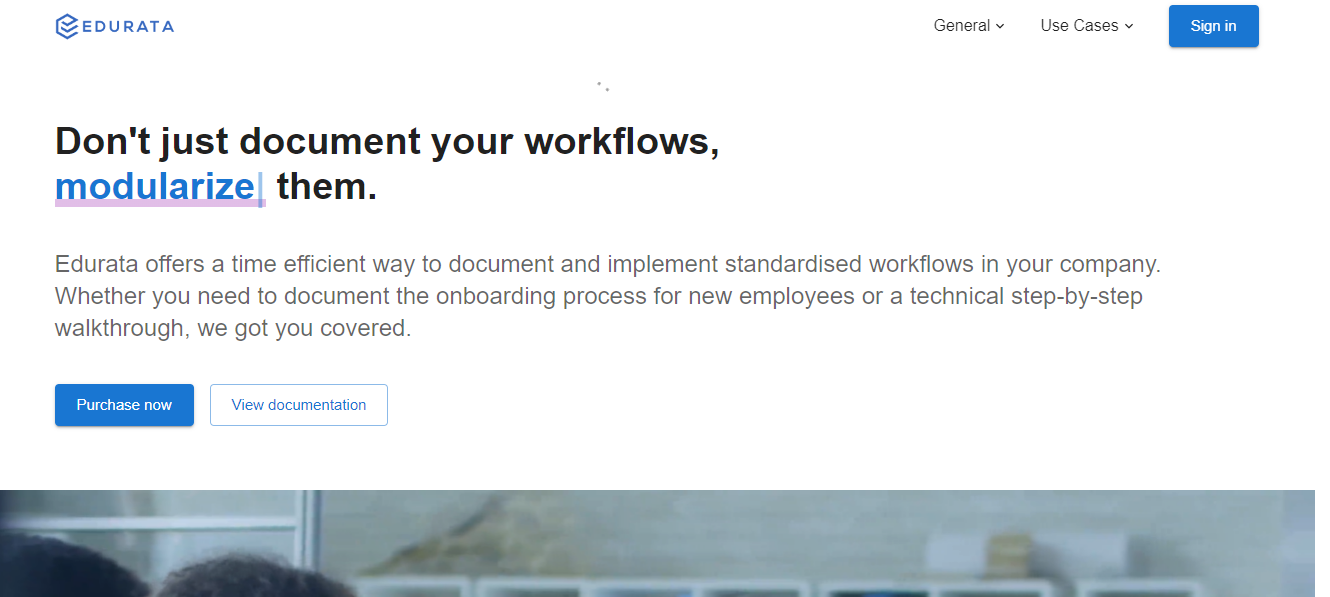 EDURATA
General
Use Cases
Sign in
Don't just document your workflows,
modularize them.
Edurata offers a time efficient way to document and implement standardised workflows in your company.
Whether you need to document the onboarding process for new employees or a technical step-by-step
walkthrough, we got you covered.
Purchase now
View documentation